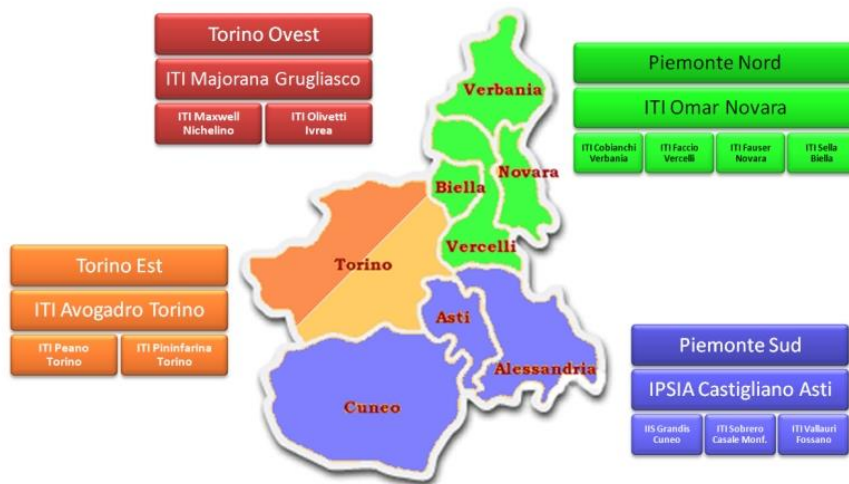 Torino Ovest
ITI Majorana Grugliasco
ITI Maxwell
Nichelino
ITI Olivetti
Ivrea
Piemonte Nord
ITI Omar Novara
ITI Cobianchi
Verbania
ITI Faccio
Vercelli
ITI Fauser
Novara
ITI Sella
Biella
Verbania
Novara
Biella
Vercelli
Torino
Asti
Alessandria
Cuneo
Torino Est
ITI Avogadro Torino
ITI Peano
Torino
ITI Pininfarina
Torino
Piemonte Sud
IPSIA Castigliano Asti
IIS Grandis
Cuneo
ITI Sobrero
Casale Monf.
ITI Vallauri
Fossano